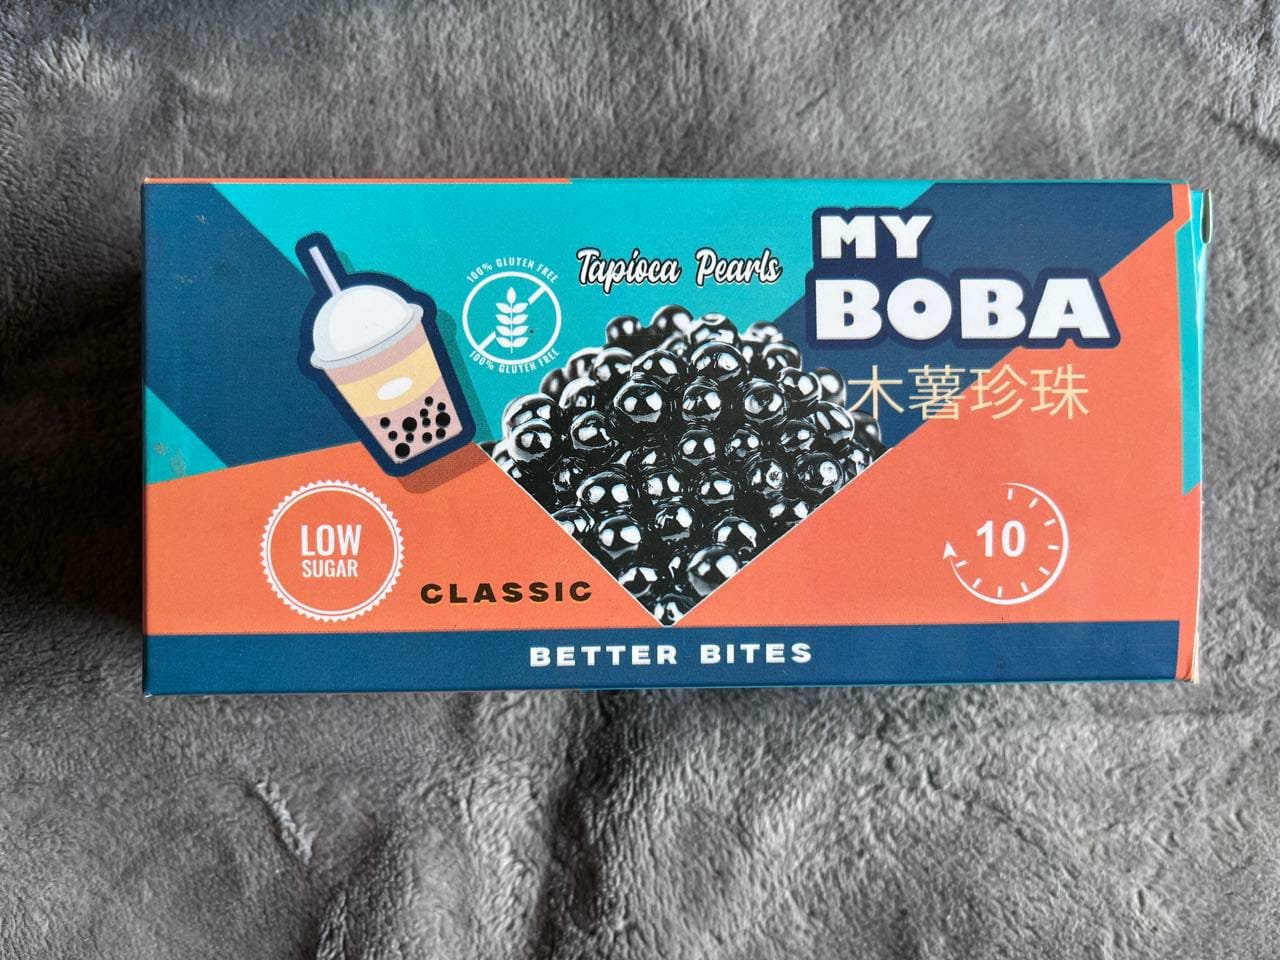 MY
BOBA
木薯珍珠
Tapioca Pearls
100% GLUTEN FREE
100% GLUTEN FREE
LOW
SUGAR
CLASSIC
10
BETTER BITES